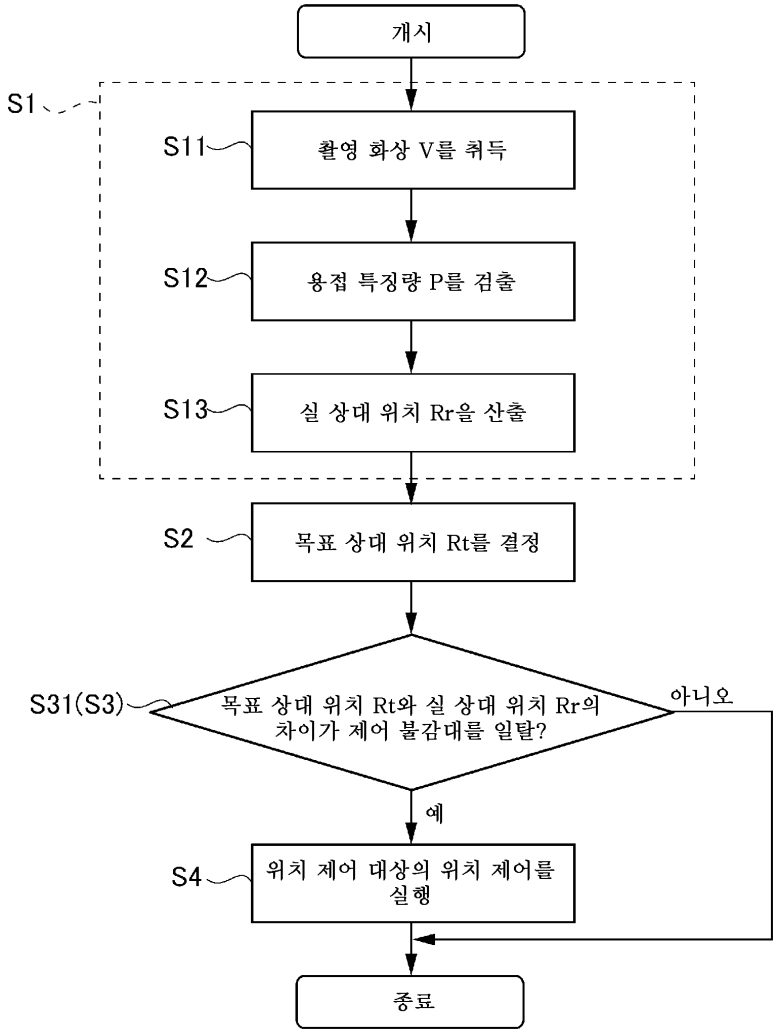 개시
S1
S11
촬영 화상 V를 취득
S12
용접 특징량 P를 검출
S13
실 상대 위치 Rr을 산출
S2
목표 상대 위치 Rt를 결정
S31(S3)
목표 상대 위치 Rt와 실 상대 위치 Rr의
차이가 제어 불감대를 일탈?
아니오
예
S4
위치 제어 대상의 위치 제어를
실행
종료